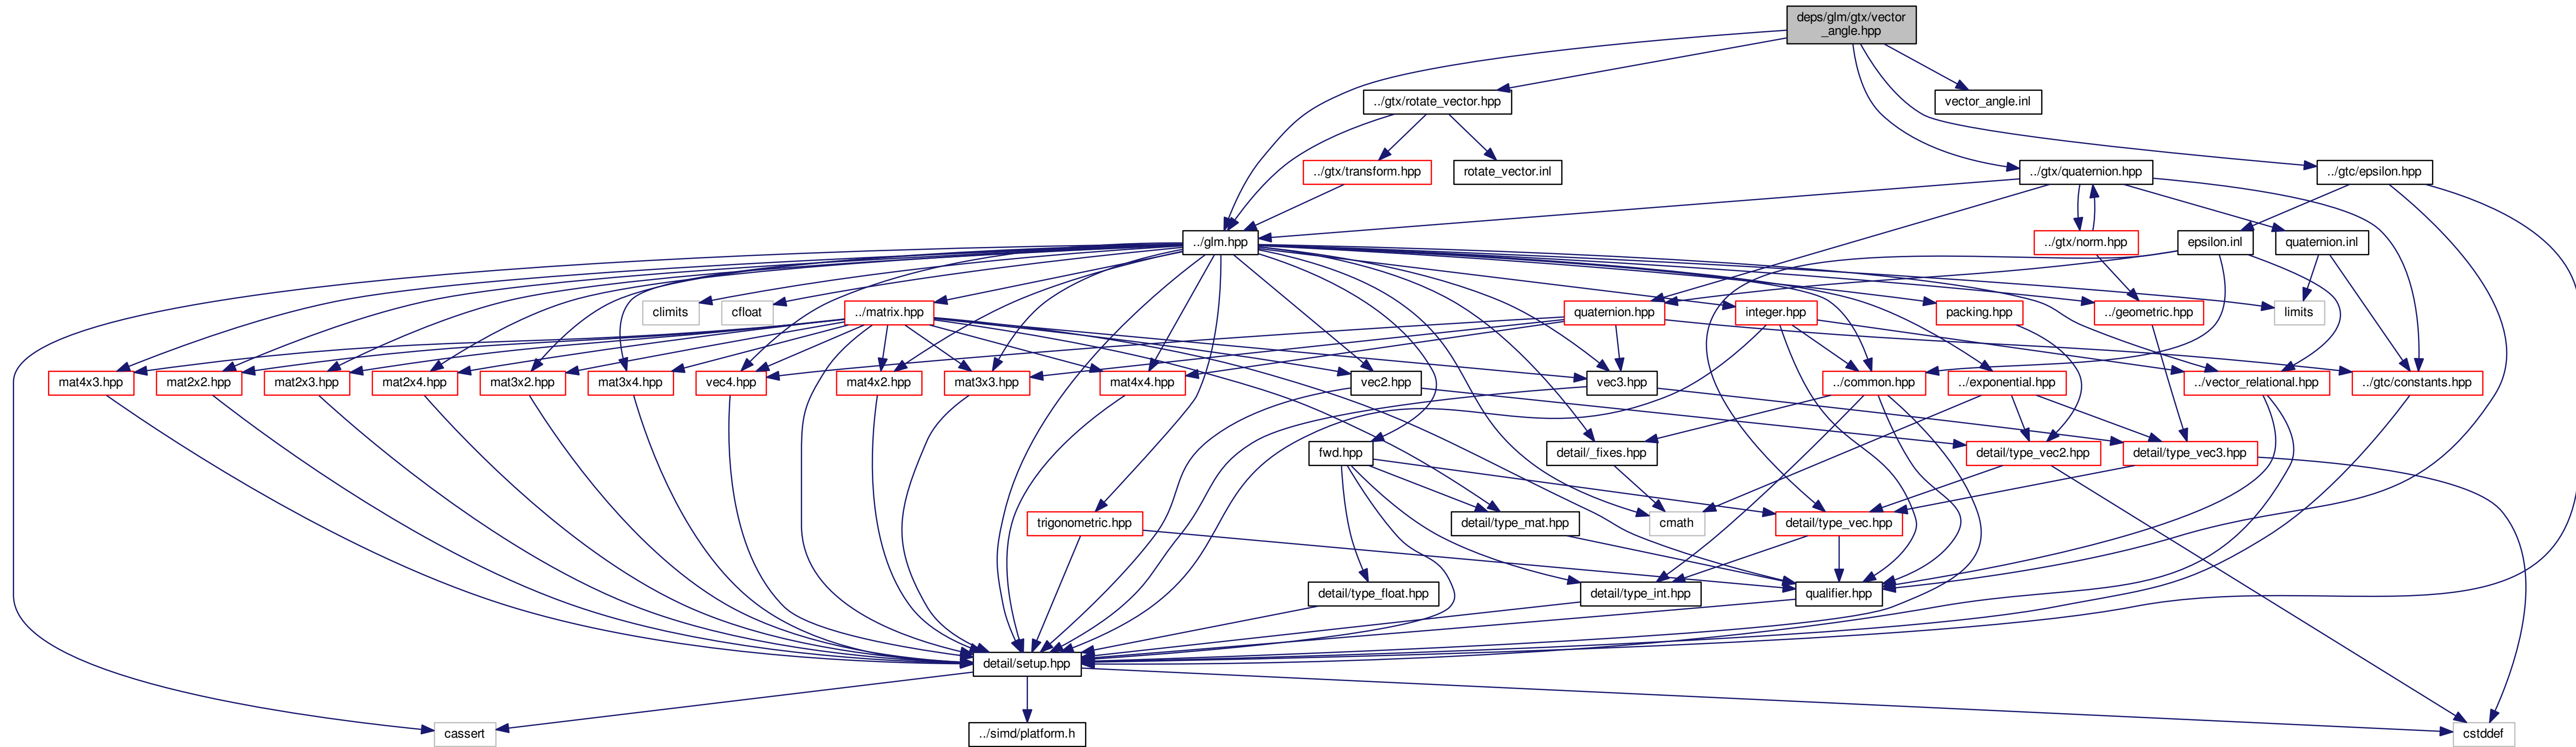 deps/glm/gtx/vector
_angle.hpp
../gtx/rotate_vector.hpp
vector_angle.inl
../gtx/transform.hpp
rotate_vector.inl
../gtx/quaternion.hpp
../gtc/epsilon.hpp
../glm.hpp
../gtx/norm.hpp
epsilon.inl
quaternion.inl
climits
cfloat
../matrix.hpp
quaternion.hpp
integer.hpp
packing.hpp
../geometric.hpp
limits
mat4x3.hpp
mat2x2.hpp
mat2x3.hpp
mat2x4.hpp
mat3x2.hpp
mat3x4.hpp
vec4.hpp
mat4x2.hpp
mat3x3.hpp
mat4x4.hpp
vec2.hpp
vec3.hpp
../common.hpp
../exponential.hpp
../vector_relational.hpp
../gtc/constants.hpp
fwd.hpp
detail/_fixes.hpp
detail/type_vec2.hpp
detail/type_vec3.hpp
trigonometric.hpp
detail/type_mat.hpp
cmath
detail/type_vec.hpp
detail/type_float.hpp
detail/type_int.hpp
qualifier.hpp
detail/setup.hpp
cassert
../simd/platform.h
cstddef